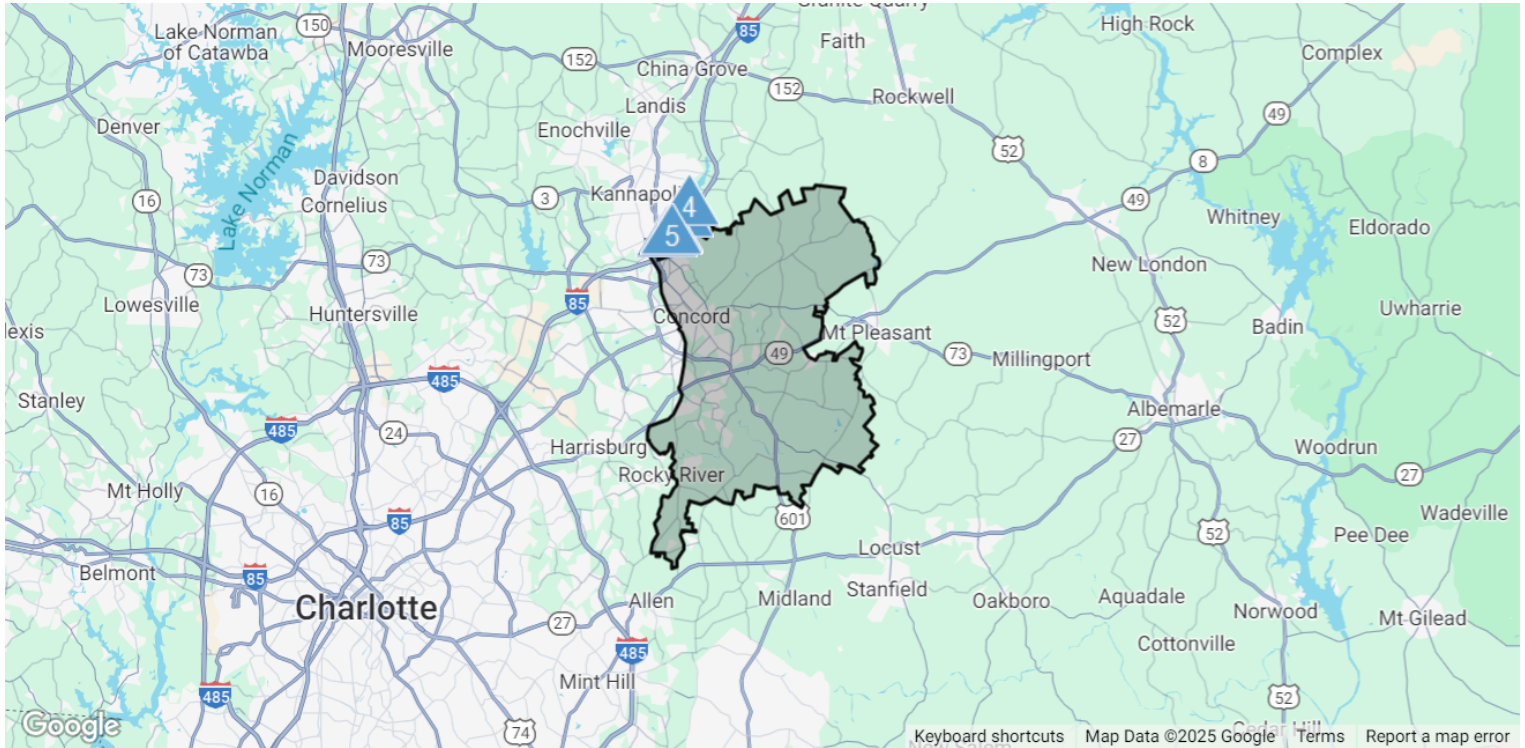 Granite Quarry
High Rock
85
150
Lake Norman
of Catawba
Mooresville
Faith
Complex
152
China Grove
152
Rockwell
Landis
49
Denver
Enochville
52
8
Lake Norman
Davidson
Cornelius
3
Kannapoli
4
5
49
16
Whitney
Eldorado
73
73
New London
Lowesville
85
Huntersville
Concord
Mt Pleasant
52
Badin
Uwharrie
49
73
Millingport
485
Stanley
Albemarle
24
485
Harrisburg
27
Woodrun
Rocky River
27
Mt Holly
16
85
601
Wadeville
52
Pee Dee
Locust
Belmont
85
Stanfield
Charlotte
Allen
Midland
Oakboro
Aquadale
Norwood
Mt Gilead
27
Cottonville
485
Mint Hill
485
52
74
Google
Keyboard shortcuts
Map Data ©2025 Google
Terms
Report a map error